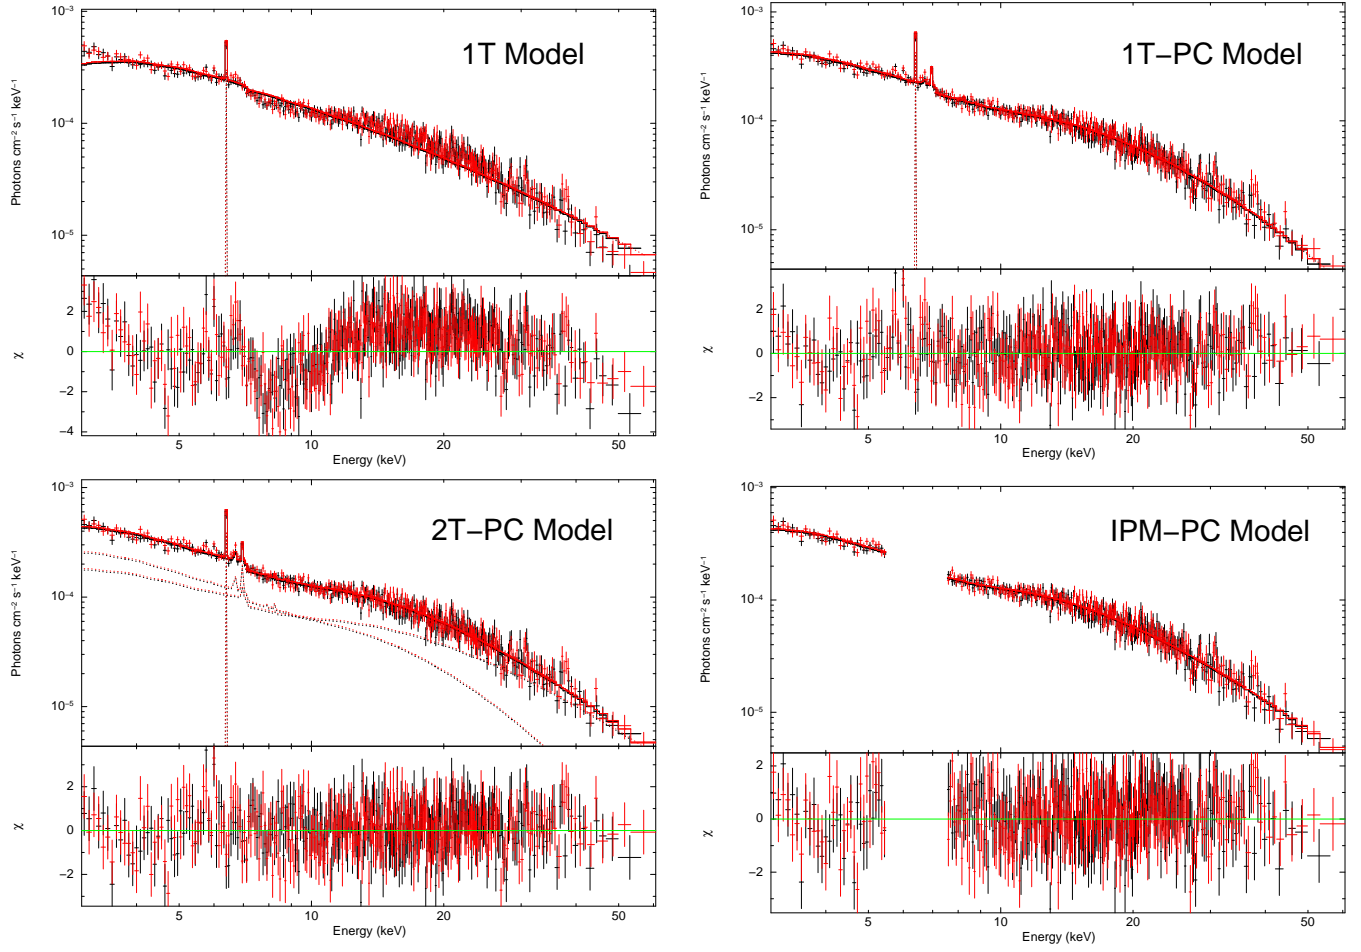 10⁻³
1T Model
10⁻⁴
10⁻⁵
Photons cm⁻² s⁻¹ keV⁻¹
2
0
−2
−4
χ
5
10
20
50
Energy (keV)
10⁻³
1T−PC Model
10⁻⁴
10⁻⁵
Photons cm⁻² s⁻¹ keV⁻¹
2
0
−2
χ
5
10
20
50
Energy (keV)
10⁻³
2T−PC Model
10⁻⁴
10⁻⁵
Photons cm⁻² s⁻¹ keV⁻¹
2
0
−2
χ
5
10
20
50
Energy (keV)
10⁻³
IPM−PC Model
10⁻⁴
10⁻⁵
Photons cm⁻² s⁻¹ keV⁻¹
2
0
−2
χ
5
10
20
50
Energy (keV)